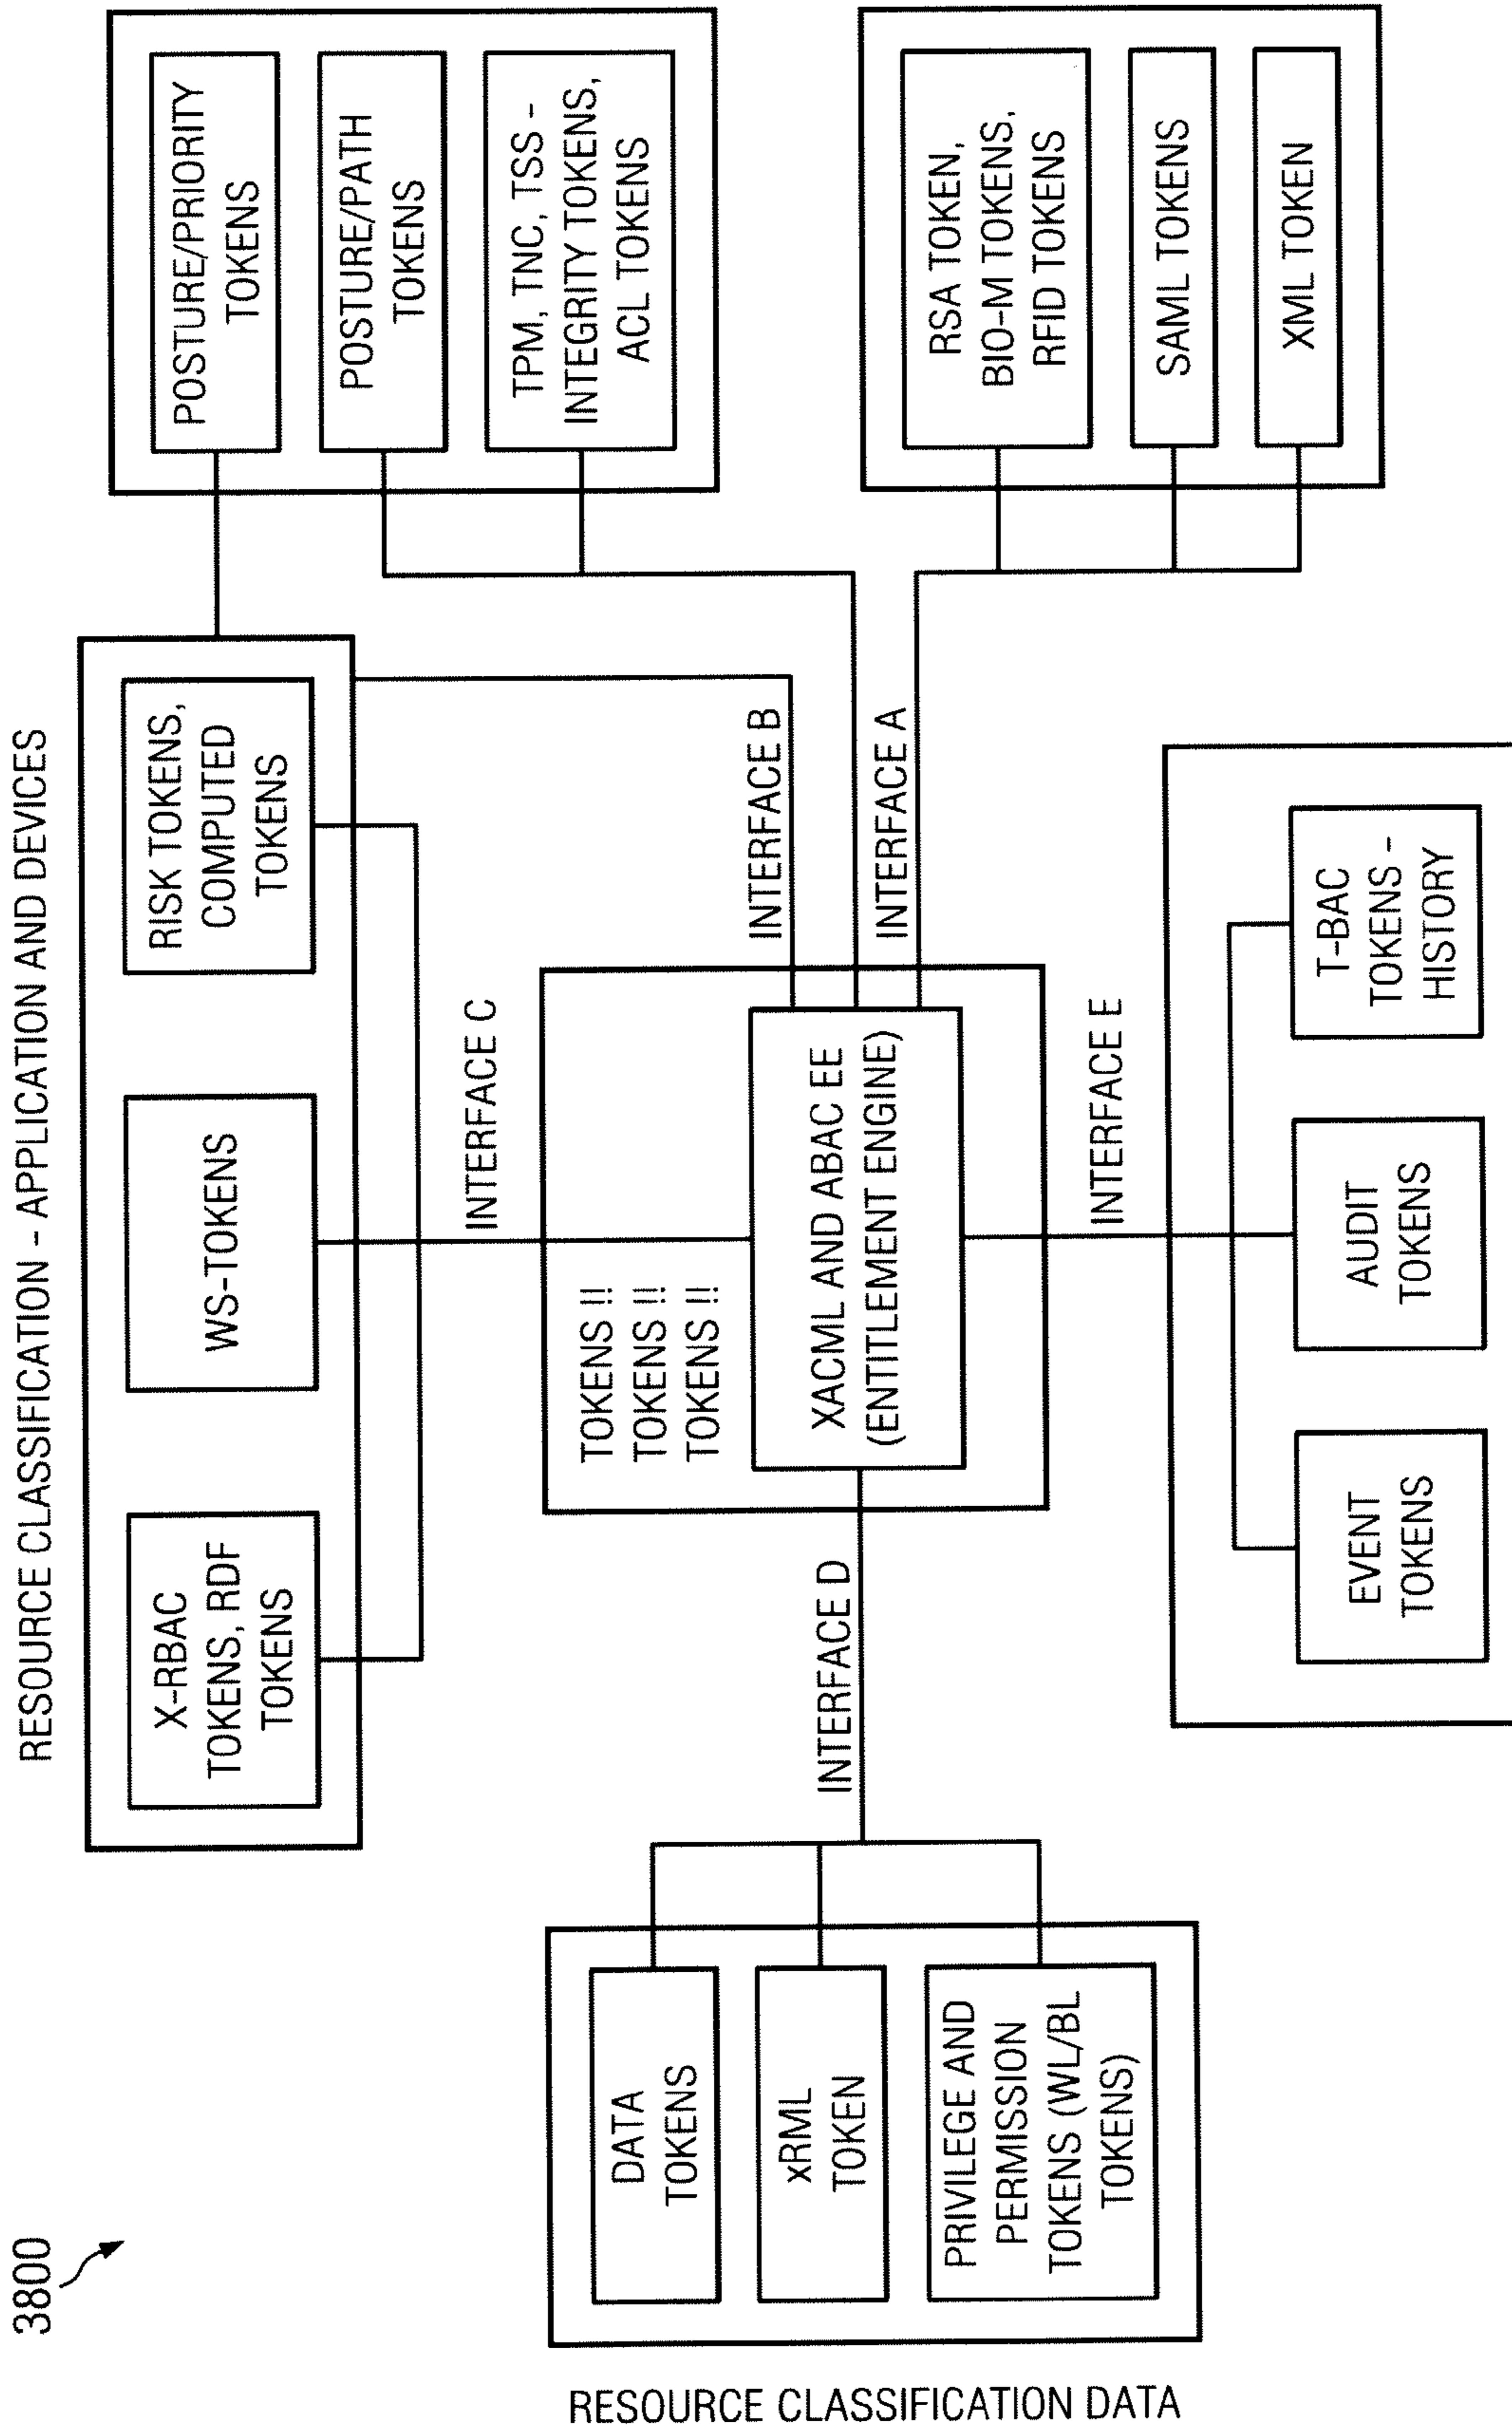 3800
RESOURCE CLASSIFICATION - APPLICATION AND DEVICES
X-RBAC
TOKENS, RDF
TOKENS
WS-TOKENS
RISK TOKENS,
COMPUTED
TOKENS
POSTURE/PRIORITY
TOKENS
POSTURE/PATH
TOKENS
TPM, TNC, TSS -
INTEGRITY TOKENS,
ACL TOKENS
INTERFACE C
INTERFACE B
INTERFACE A
TOKENS !!
TOKENS !!
TOKENS !!
XACML AND ABAC EE
(ENTITLEMENT ENGINE)
INTERFACE D
INTERFACE E
DATA
TOKENS
xRML
TOKEN
PRIVILEGE AND
PERMISSION
TOKENS (WL/BL
TOKENS)
RESOURCE CLASSIFICATION DATA
RSA TOKEN,
BIO-M TOKENS,
RFID TOKENS
SAML TOKENS
XML TOKEN
EVENT
TOKENS
AUDIT
TOKENS
T-BAC
TOKENS -
HISTORY